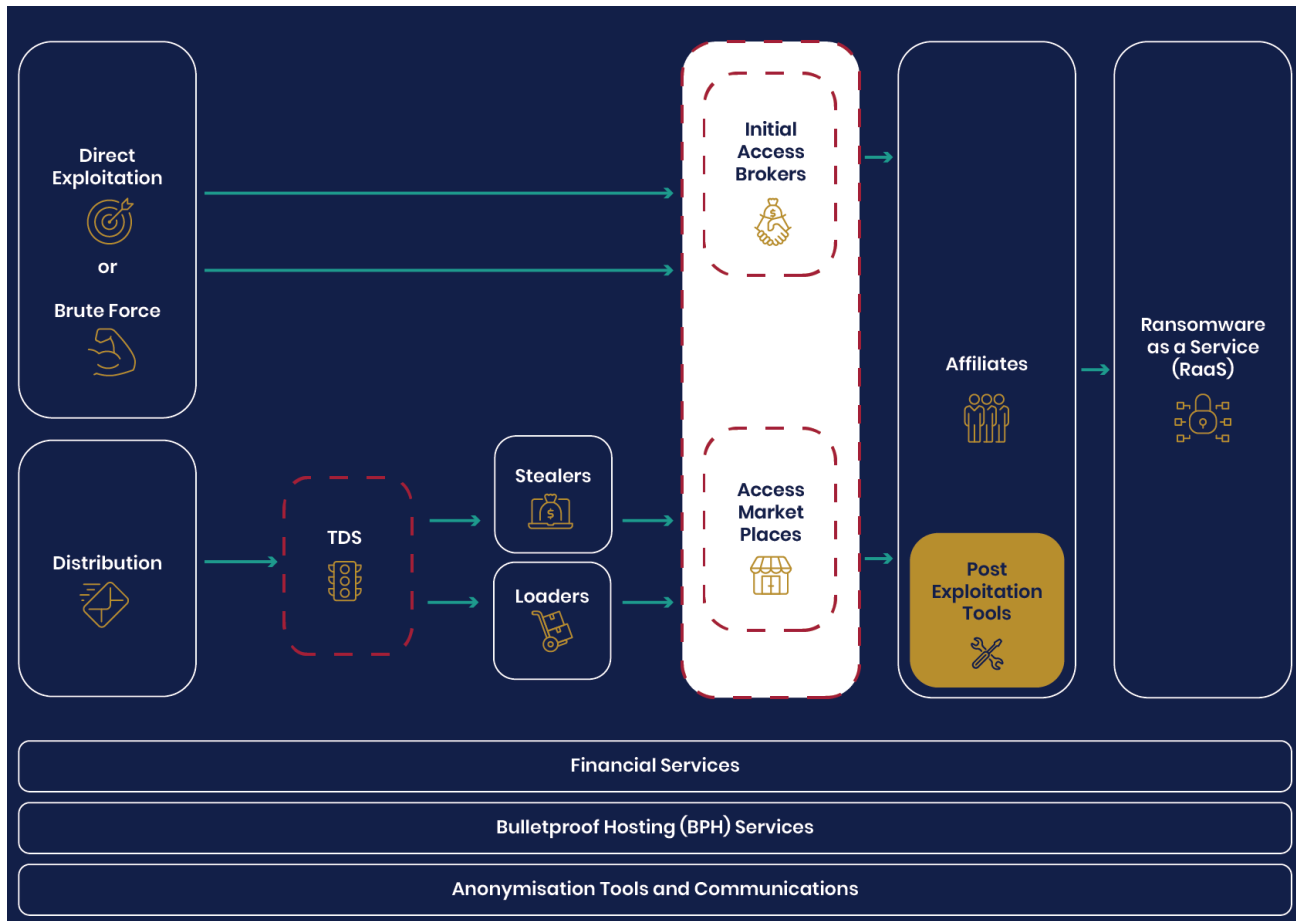 Direct
Exploitation
or
Brute Force
Distribution
TDS
Stealers
Loaders
Initial
Access
Brokers
Access
Market
Places
Affiliates
Post
Exploitation
Tools
Ransomware
as a Service
(RaaS)
Financial Services
Bulletproof Hosting (BPH) Services
Anonymisation Tools and Communications